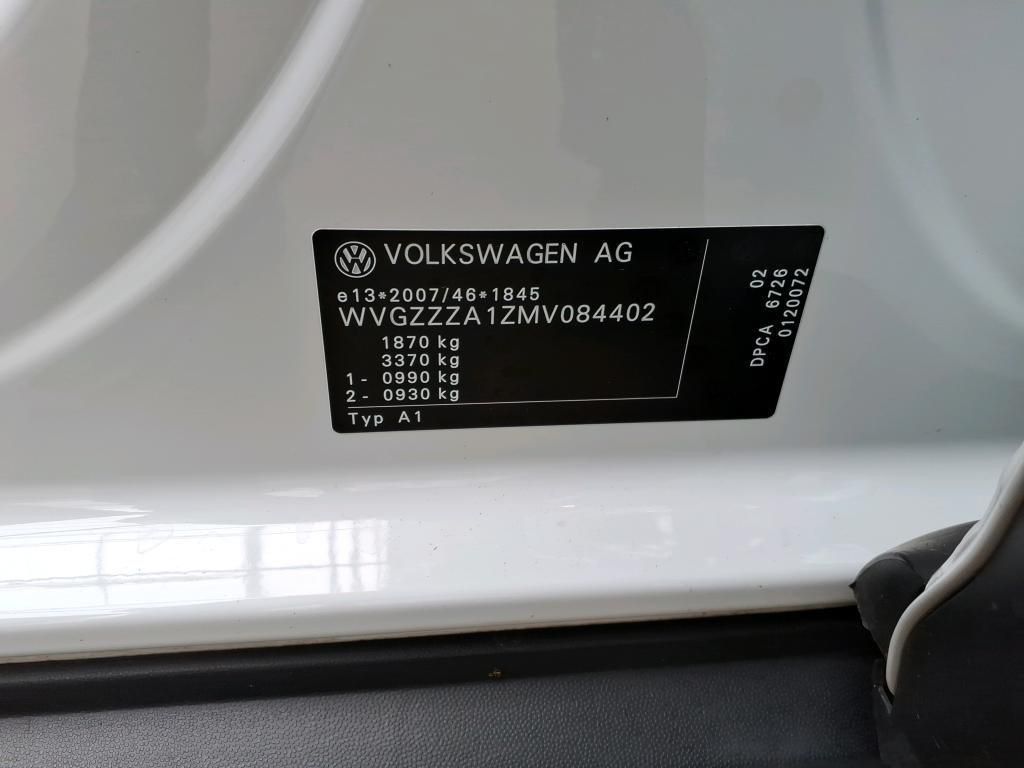 VOLKSWAGEN AG
e13*2007/46*1845
WVGZZZA1ZMV084402
1870 kg
3370 kg
1- 0990 kg
2- 0930 kg
Typ A1
02
DPCA 6726
0120072